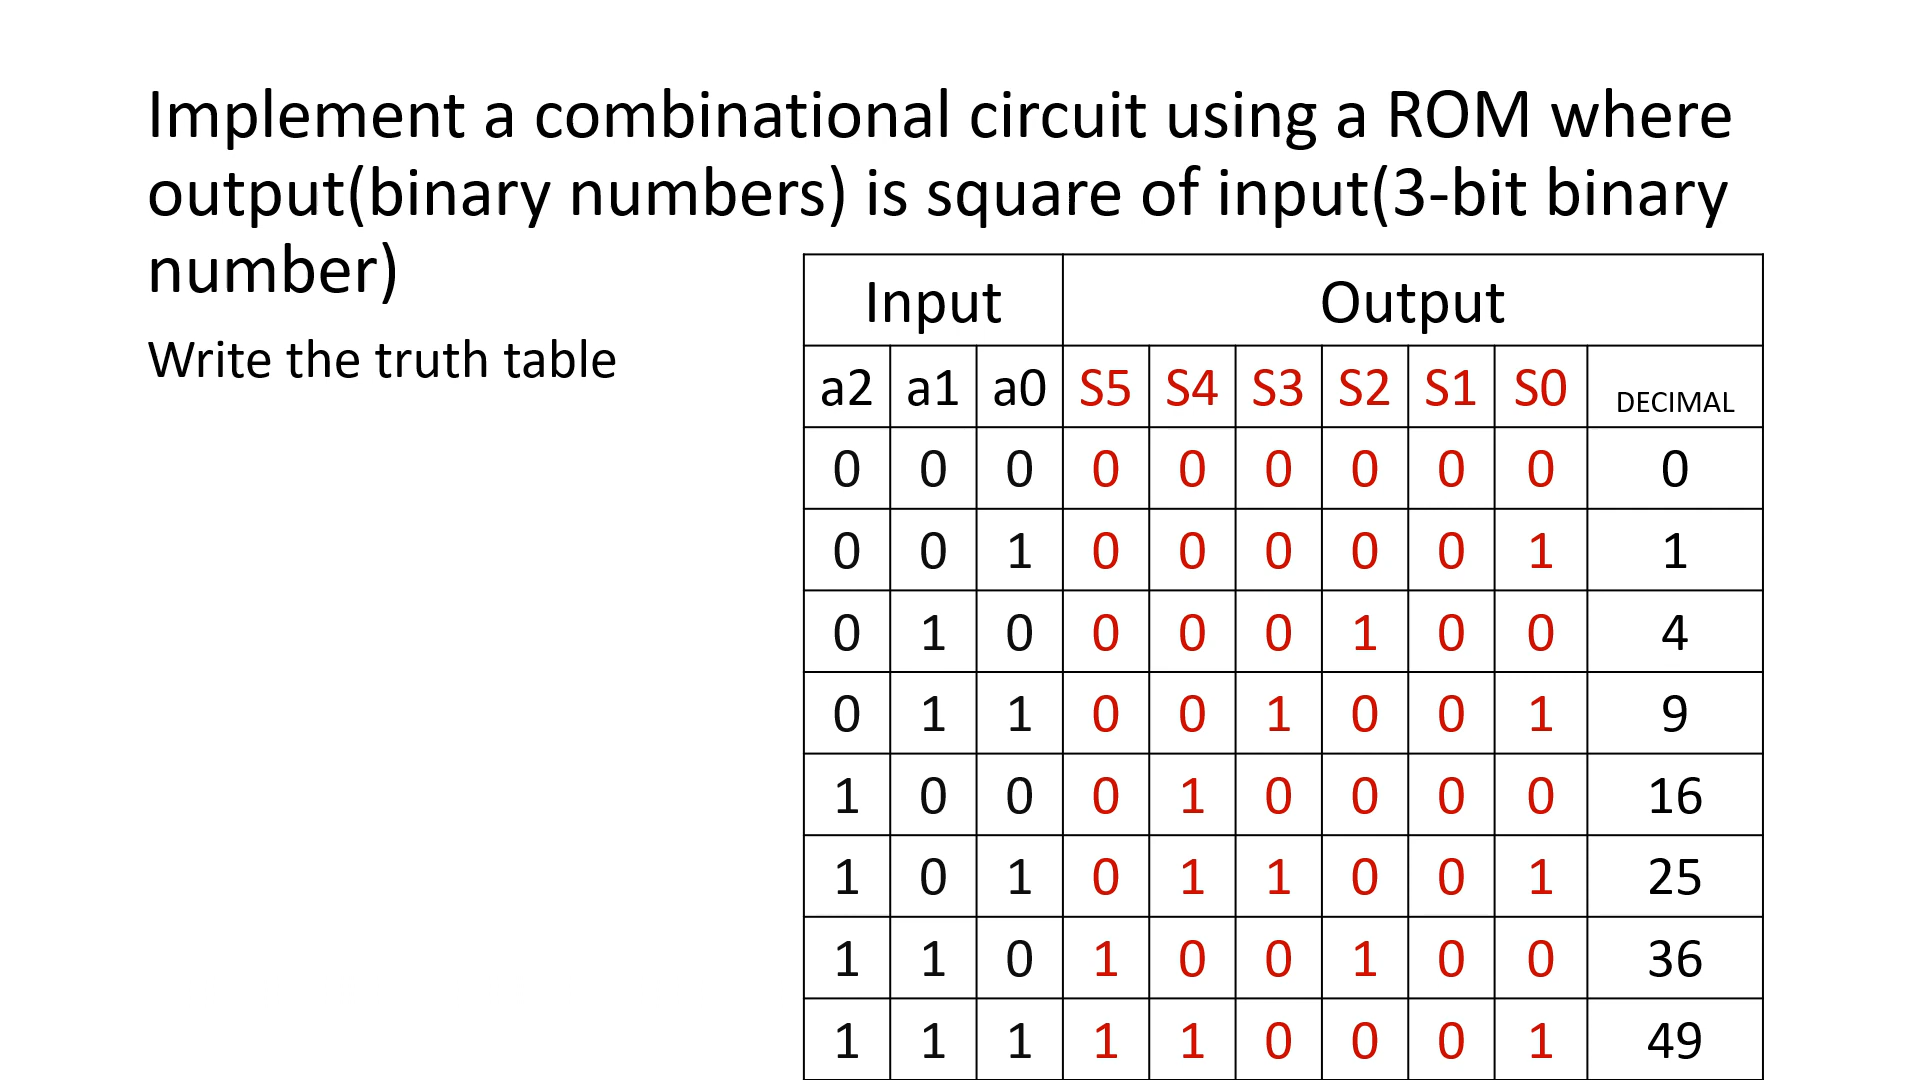 Implement a combinational circuit using a ROM where
output(binary numbers) is square of input(3-bit binary
number)
Write the truth table
Input Output
a2 a1 a0 S5 S4 S3 S2 S1 S0 DECIMAL
0 0 0 0 0 0 0 0 0 0
0 0 1 0 0 0 0 0 1 1
0 1 0 0 0 0 1 0 0 4
0 1 1 0 0 1 0 0 1 9
1 0 0 0 1 0 0 0 0 16
1 0 1 0 1 1 0 0 1 25
1 1 0 1 0 0 1 0 0 36
1 1 1 1 1 0 0 0 1 49